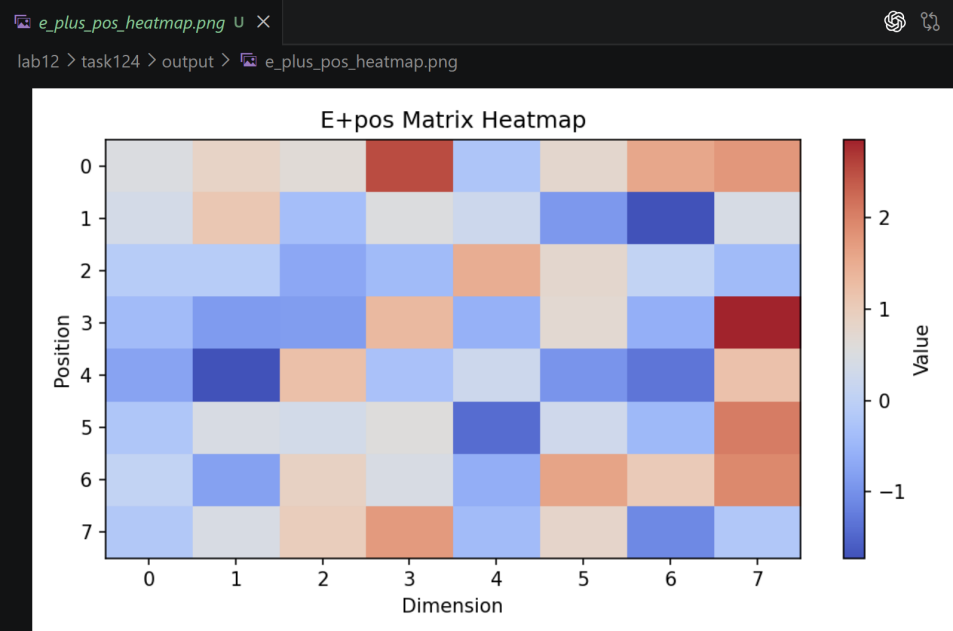 e_plus_pos_heatmap.png U
lab12 > task124 > output > e_plus_pos_heatmap.png
E+pos Matrix Heatmap
0
1
2
3
4
5
6
7
Position
0 1 2 3 4 5 6 7
Dimension
2
1
0
−1
Value